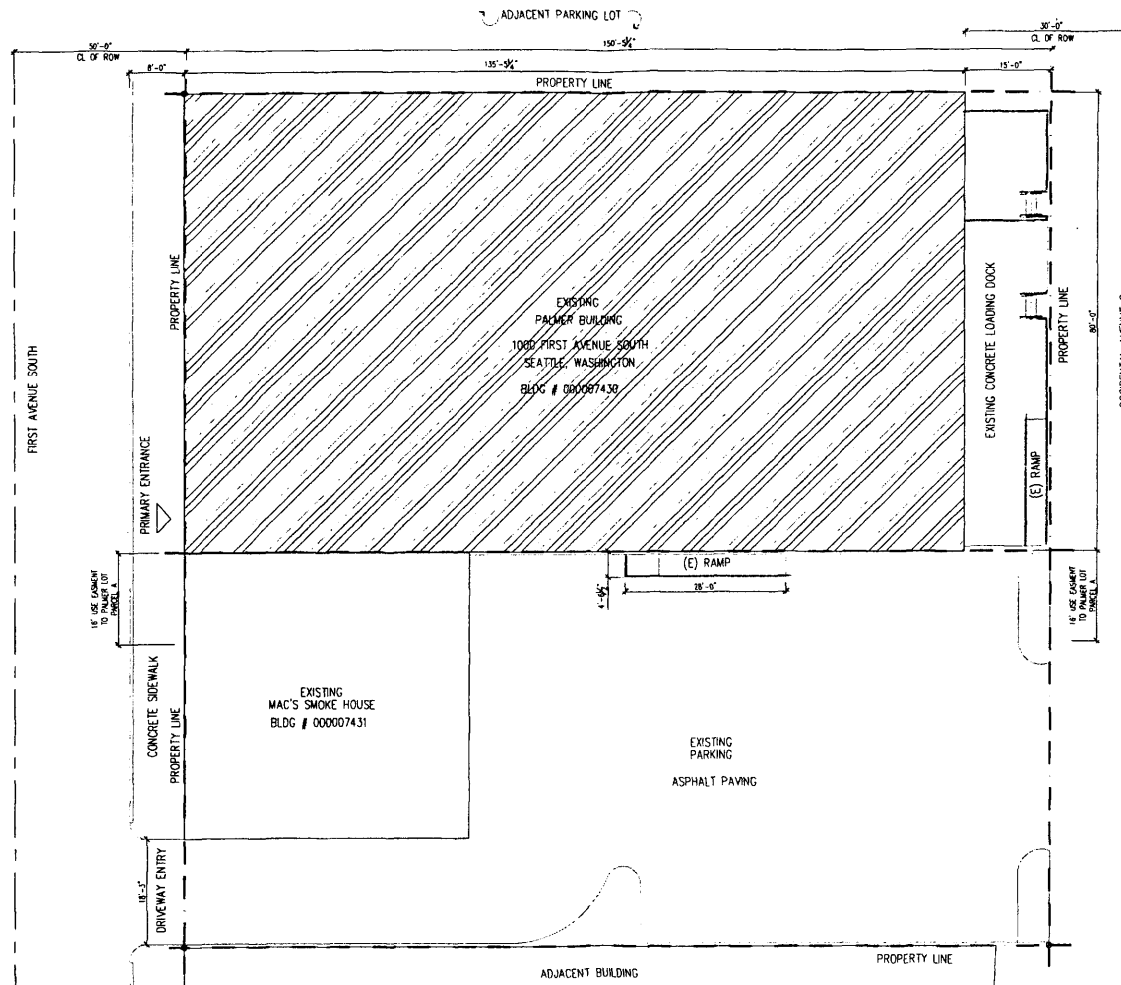 ADJACENT PARKING LOT
30'-0"
CL OF ROW
50'-0"
CL OF ROW
150'-5¼"
8'-0"
135'-5¼"
15'-0"
PROPERTY LINE
PROPERTY LINE
FIRST AVENUE SOUTH
PRIMARY ENTRANCE
EXISTING
PALMER BUILDING
1000 FIRST AVENUE SOUTH
SEATTLE, WASHINGTON
BLDG # 000007430
EXISTING CONCRETE LOADING DOCK
(E) RAMP
PROPERTY LINE
80'-0"
16' USE EASMENT
TO PALMER LOT
PARCEL A
(E) RAMP
28'-0"
16' USE EASMENT
TO PALMER LOT
PARCEL A
CONCRETE SIDEWALK
PROPERTY LINE
EXISTING
MAC'S SMOKE HOUSE
BLDG # 000007431
EXISTING
PARKING
ASPHALT PAVING
18'-3"
DRIVEWAY ENTRY
ADJACENT BUILDING
PROPERTY LINE